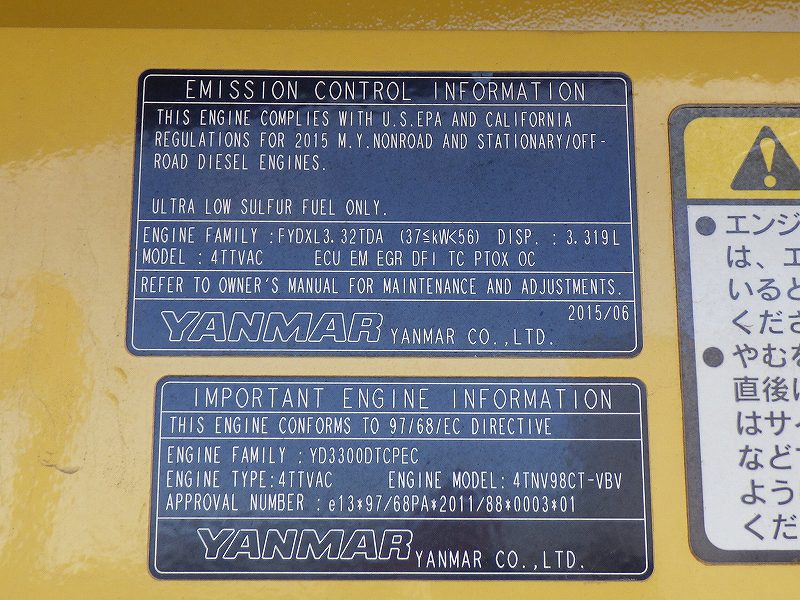 EMISSION CONTROL INFORMATION
THIS ENGINE COMPLIES WITH U.S.EPA AND CALIFORNIA
REGULATIONS FOR 2015 M.Y.NONROAD AND STATIONARY/OFF-
ROAD DIESEL ENGINES.
ULTRA LOW SULFUR FUEL ONLY.
ENGINE FAMILY :FYDXL3.32TDA (37≦kW<56) DISP. : 3.319L
MODEL : 4TTVAC ECU EM EGR DFI TC PTOX OC
REFER TO OWNER'S MANUAL FOR MAINTENANCE AND ADJUSTMENTS.
2015/06
YANMAR YANMAR CO.,LTD.
IMPORTANT ENGINE INFORMATION
THIS ENGINE CONFORMS TO 97/68/EC DIRECTIVE
ENGINE FAMILY : YD3300DTCPEC
ENGINE TYPE:4TTVAC ENGINE MODEL: 4TNV98CT-VBV
APPROVAL NUMBER : e13*97/68PA*2011/88*0003*01
YANMAR YANMAR CO.,LTD.
●エンジ
は、エ
いると
くださ
●やむを
直後に
はサイ
などで
よう
くだ